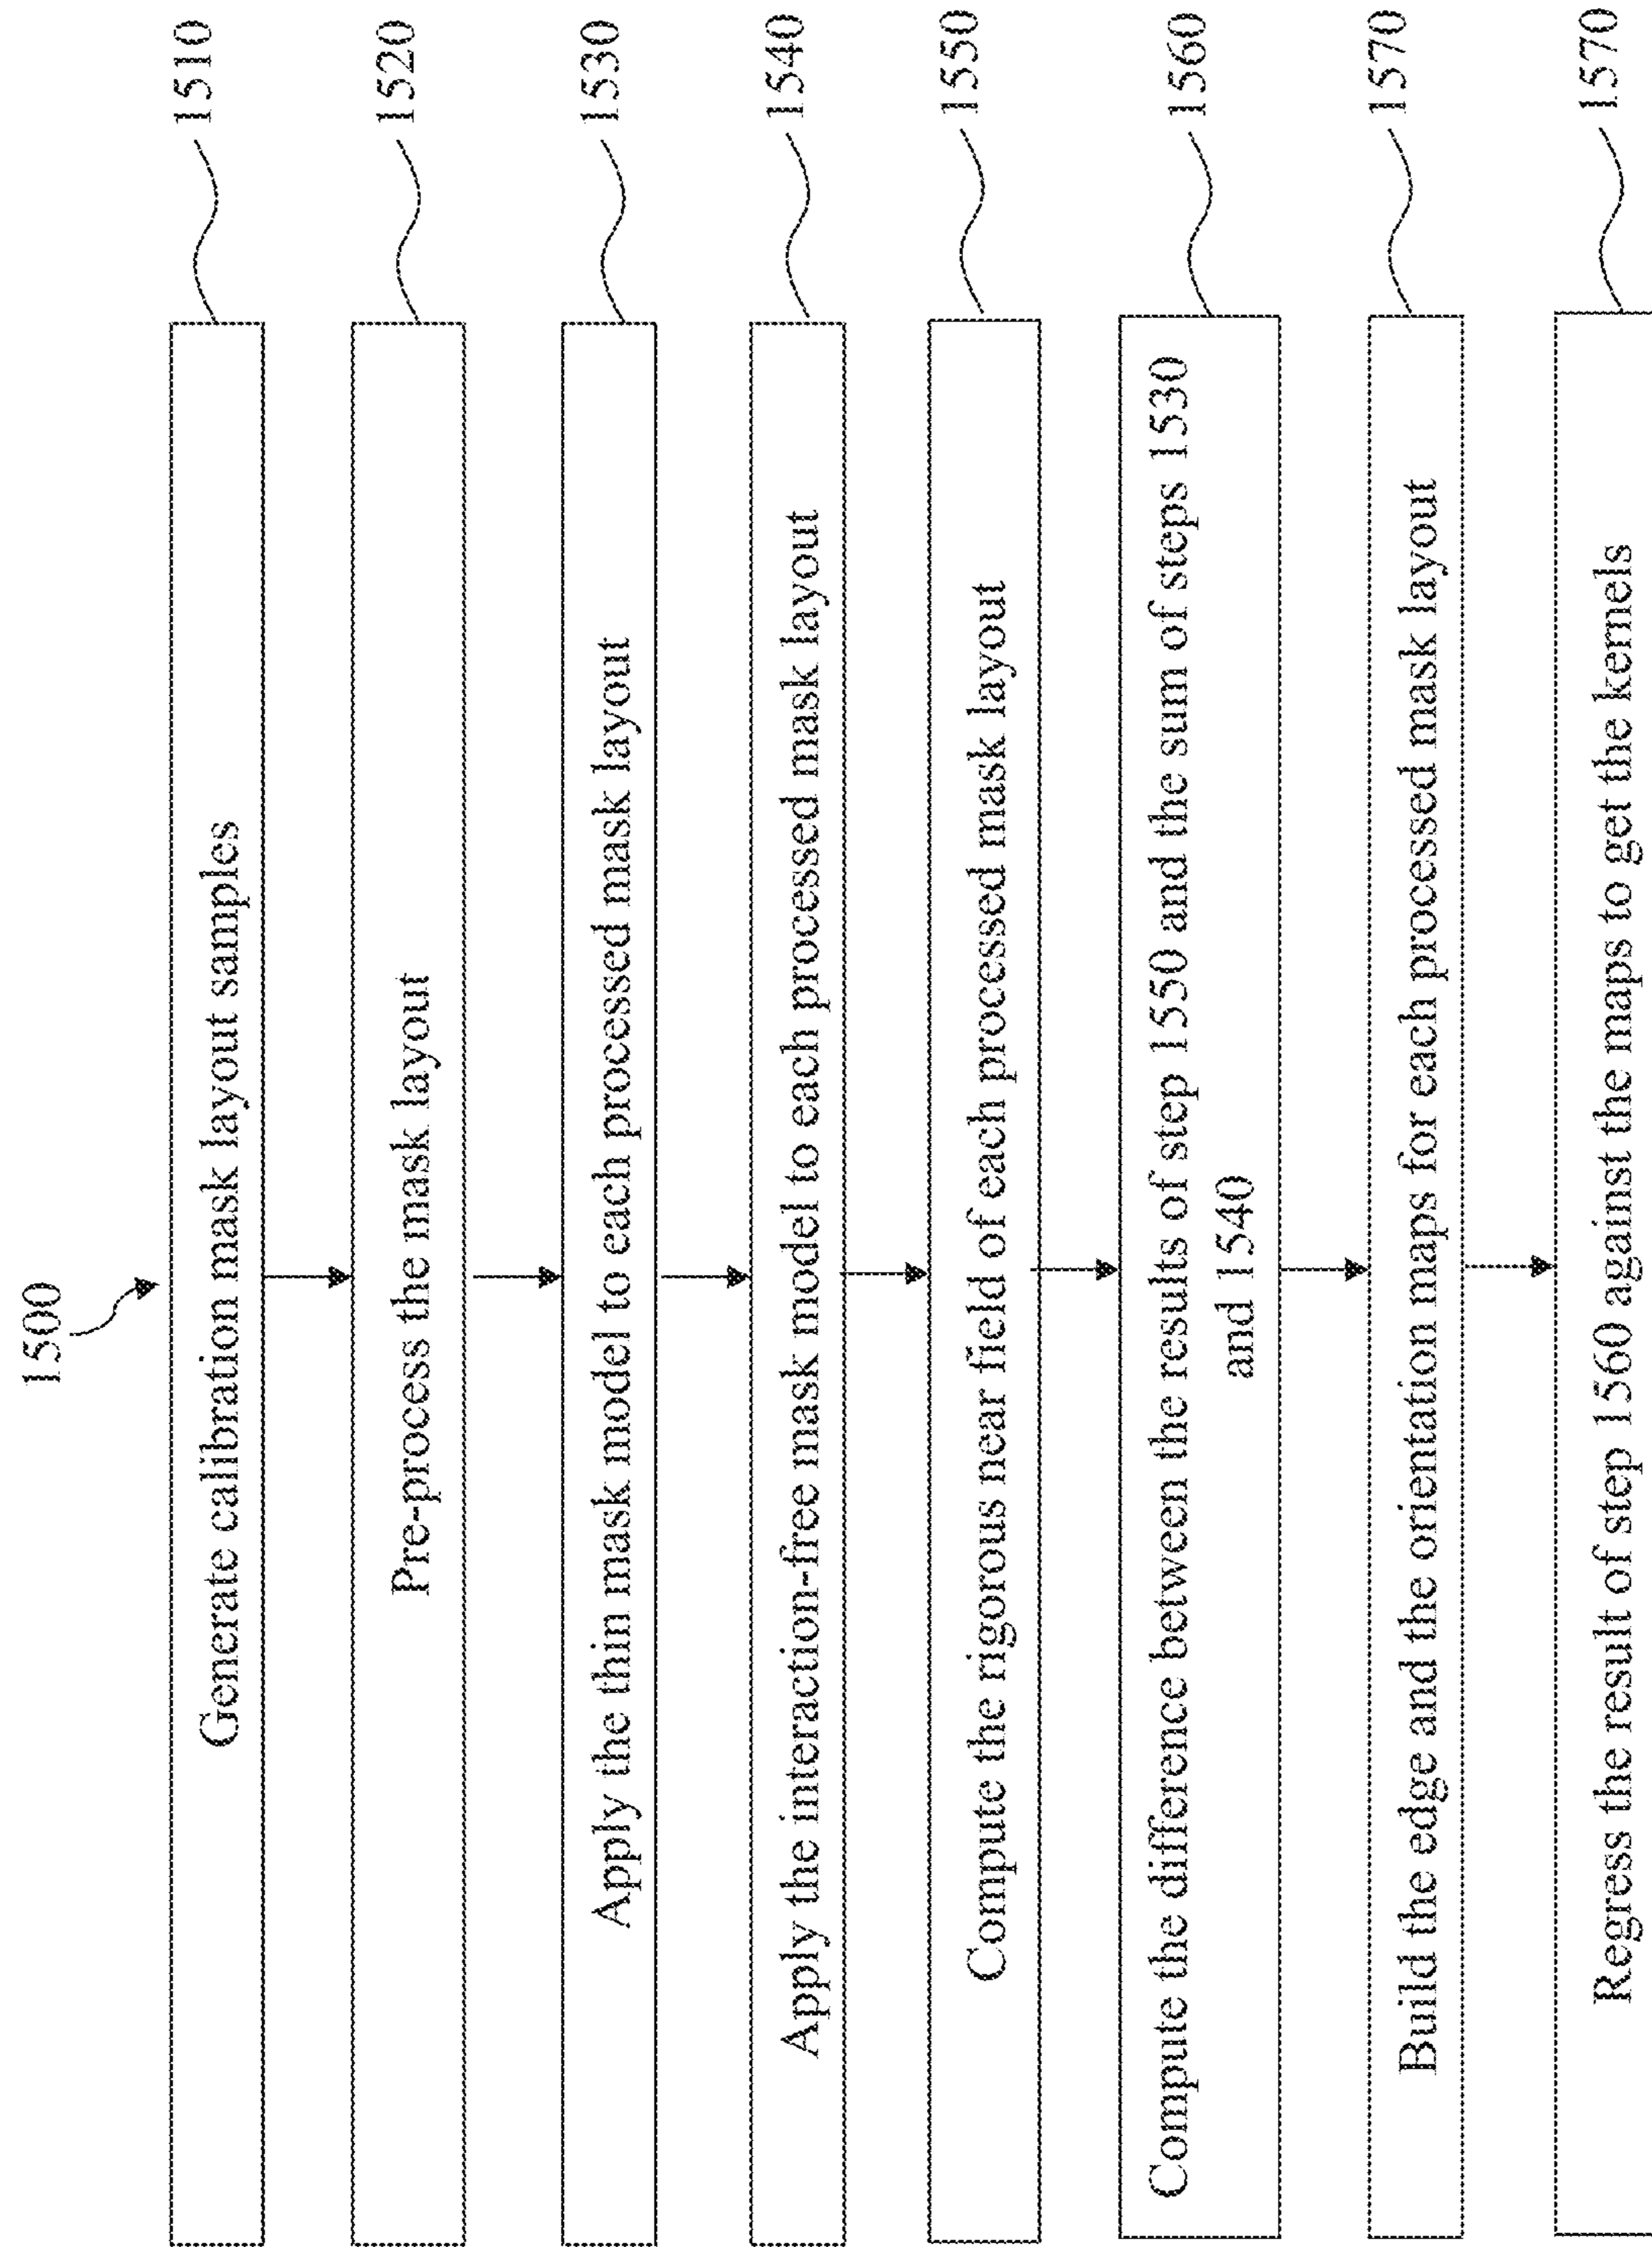 1500
Generate calibration mask layout samples
1510
Pre-process the mask layout
1520
Apply the thin mask model to each processed mask layout
1530
Apply the interaction-free mask model to each processed mask layout
1540
Compute the rigorous near field of each processed mask layout
1550
Compute the difference between the results of step 1550 and the sum of steps 1530
and 1540
1560
Build the edge and the orientation maps for each processed mask layout
1570
Regress the result of step 1560 against the maps to get the kernels
1570